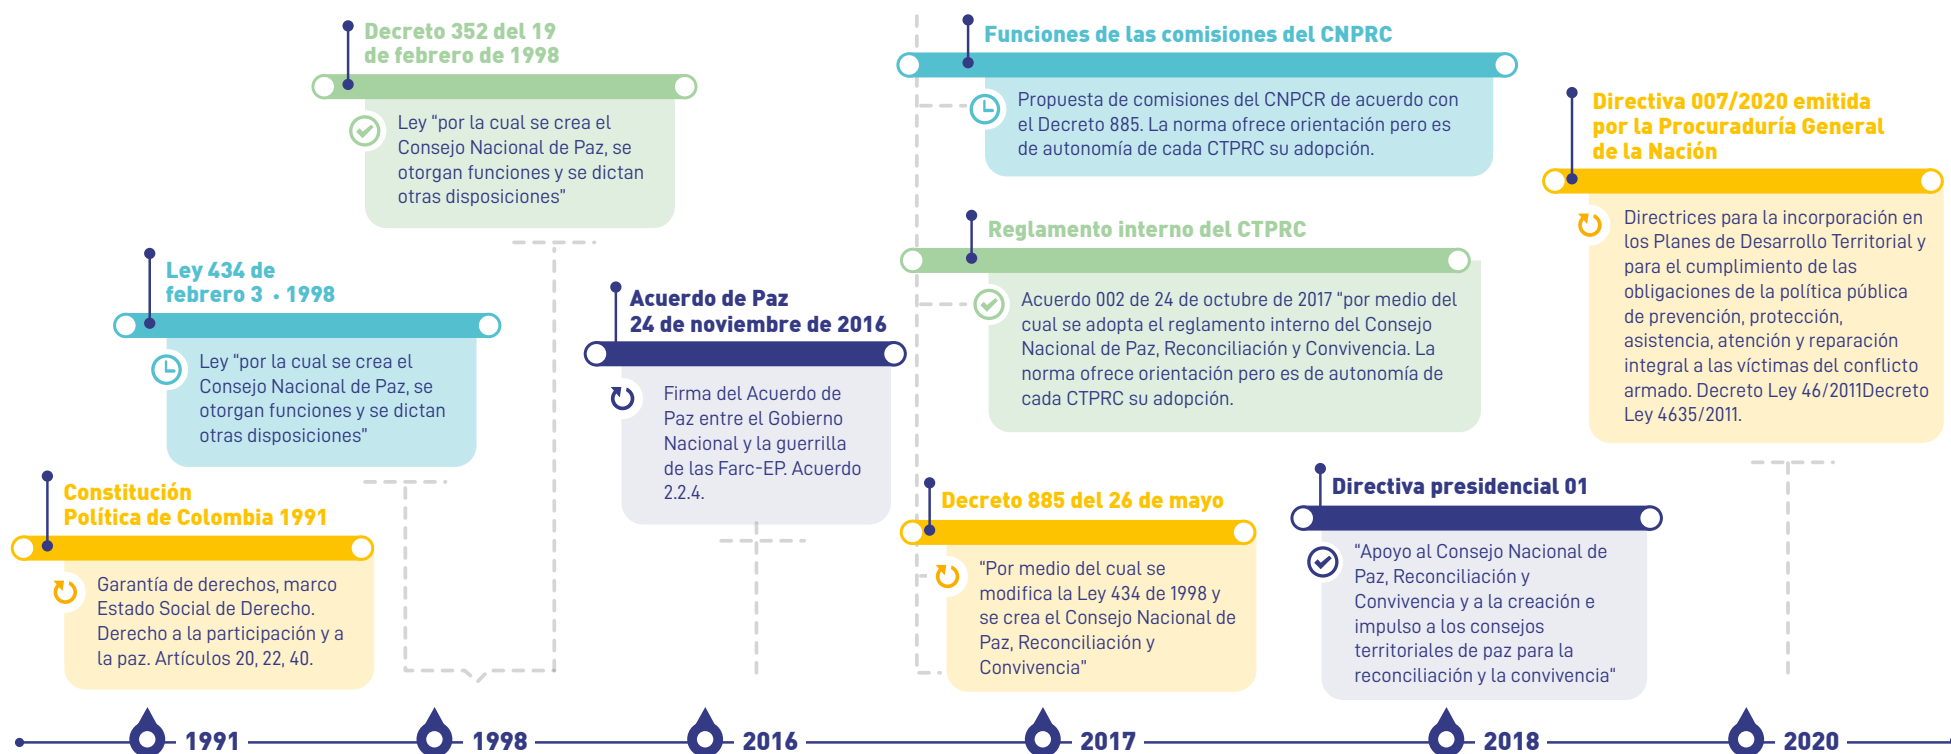 Decreto 352 del 19
de febrero de 1998
Ley “por la cual se crea el
Consejo Nacional de Paz, se
otorgan funciones y se dictan
otras disposiciones”
Ley 434 de
febrero 3 • 1998
Ley “por la cual se crea el
Consejo Nacional de Paz, se
otorgan funciones y se dictan
otras disposiciones”
Constitución
Política de Colombia 1991
Garantía de derechos, marco
Estado Social de Derecho.
Derecho a la participación y a
la paz. Artículos 20, 22, 40.
Acuerdo de Paz
24 de noviembre de 2016
Firma del Acuerdo de
Paz entre el Gobierno
Nacional y la guerrilla
de las Farc-EP. Acuerdo
2.2.4.
Funciones de las comisiones del CNPRC
Propuesta de comisiones del CNPCR de acuerdo con
el Decreto 885. La norma ofrece orientación pero es
de autonomía de cada CTPRC su adopción.
Reglamento interno del CTPRC
Acuerdo 002 de 24 de octubre de 2017 “por medio del
cual se adopta el reglamento interno del Consejo
Nacional de Paz, Reconciliación y Convivencia. La
norma ofrece orientación pero es de autonomía de
cada CTPRC su adopción.
Decreto 885 del 26 de mayo
“Por medio del cual se
modifica la Ley 434 de 1998 y
se crea el Consejo Nacional de
Paz, Reconciliación y
Convivencia”
Directiva presidencial 01
“Apoyo al Consejo Nacional de
Paz, Reconciliación y
Convivencia y a la creación e
impulso a los consejos
territoriales de paz para la
reconciliación y la convivencia“
Directiva 007/2020 emitida
por la Procuraduría General
de la Nación
Directrices para la incorporación en
los Planes de Desarrollo Territorial y
para el cumplimiento de las
obligaciones de la política pública
de prevención, protección,
asistencia, atención y reparación
integral a las víctimas del conflicto
armado. Decreto Ley 46/2011Decreto
Ley 4635/2011.
1991
1998
2016
2017
2018
2020